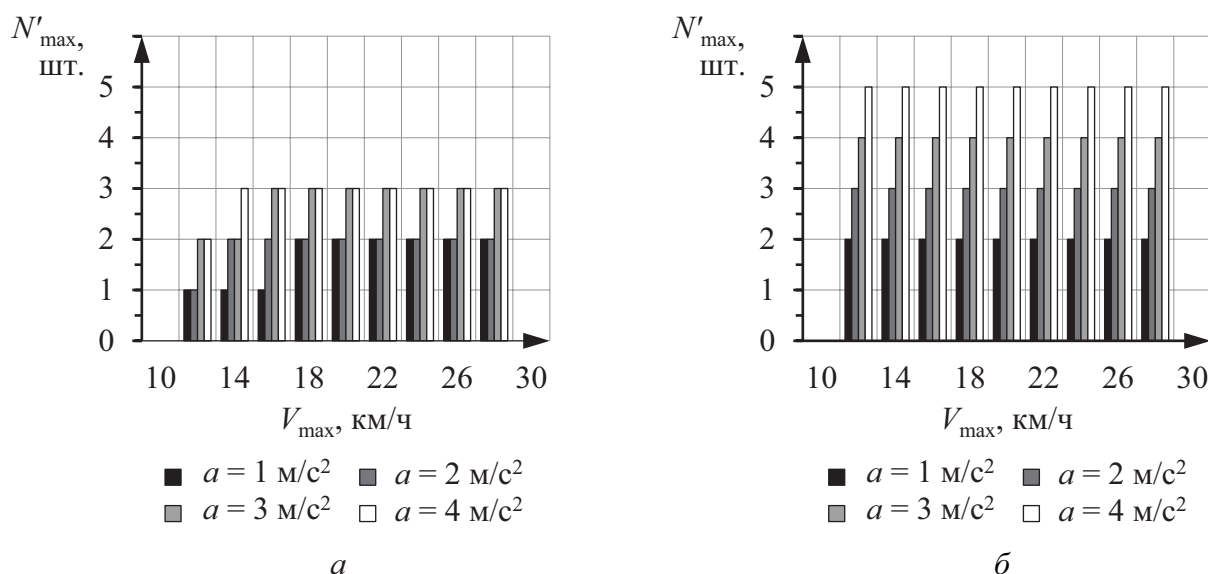 N′max,
шт.
5
4
3
2
1
0
10 14 18 22 26 30
Vmax, км/ч
a = 1 м/с² a = 2 м/с²
a = 3 м/с² a = 4 м/с²
а
N′max,
шт.
5
4
3
2
1
0
10 14 18 22 26 30
Vmax, км/ч
a = 1 м/с² a = 2 м/с²
a = 3 м/с² a = 4 м/с²
б